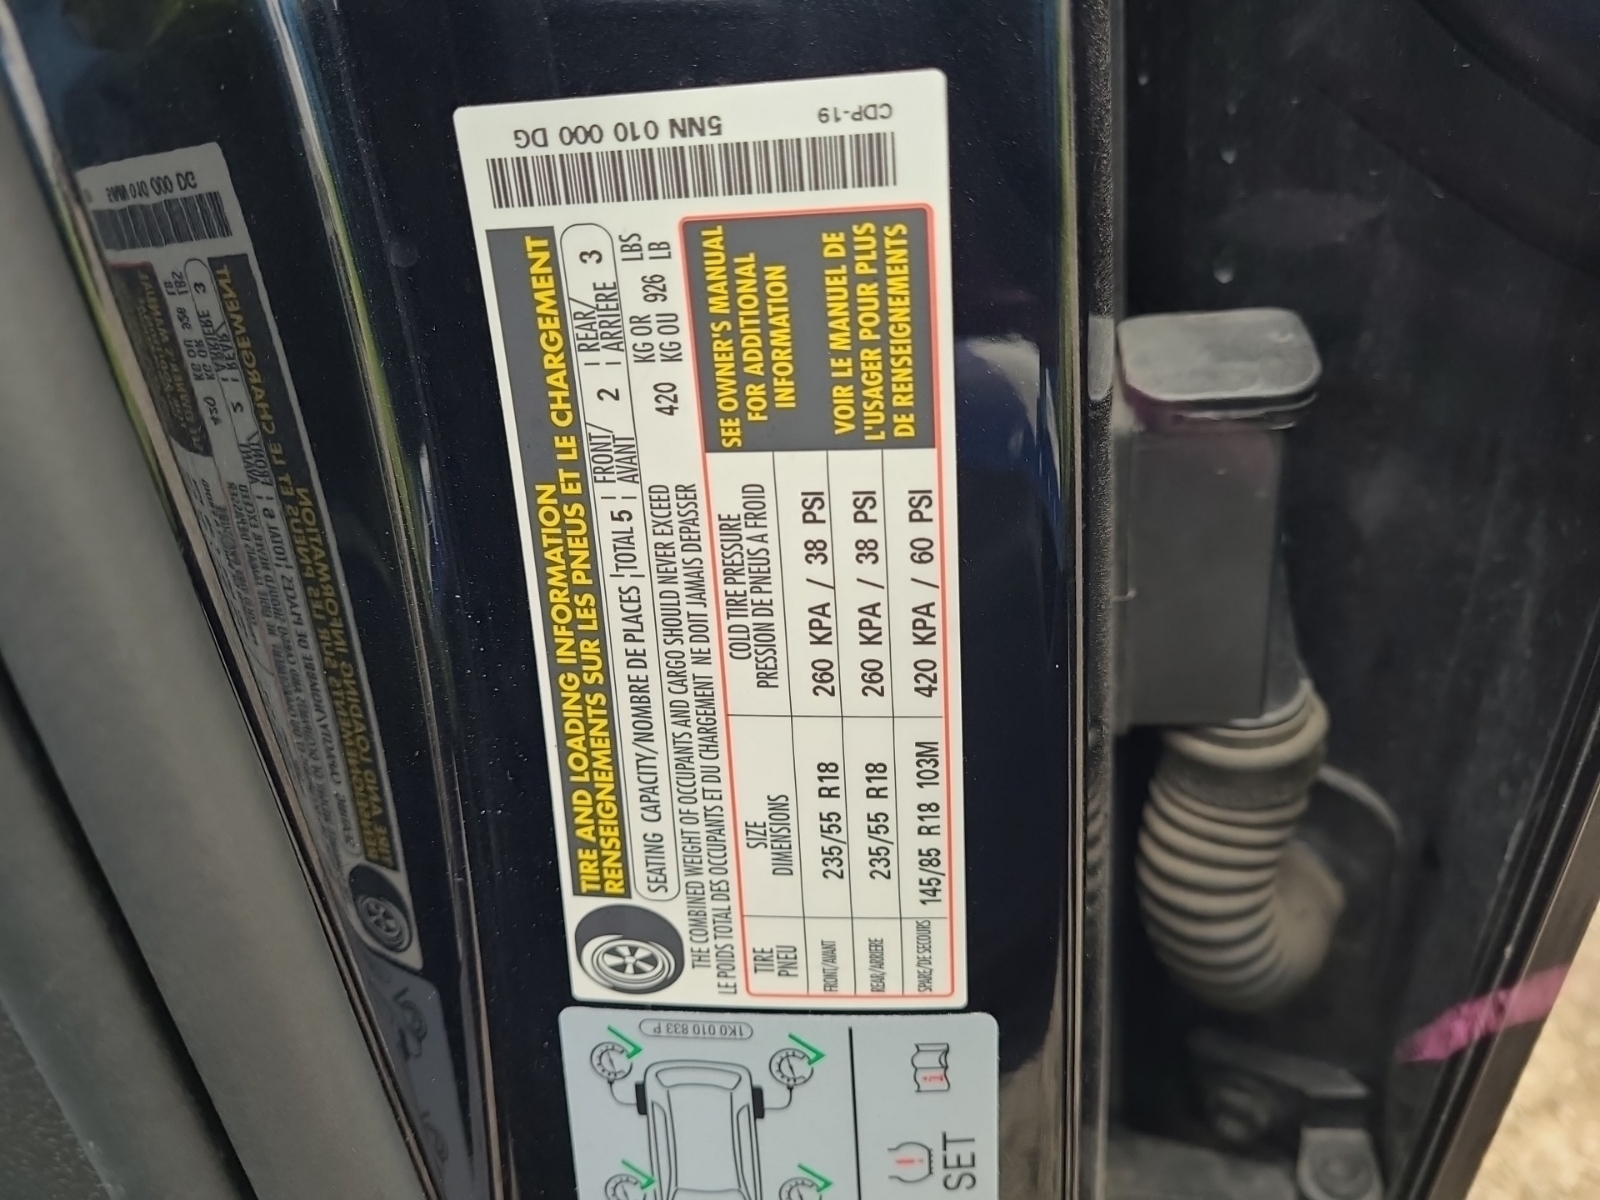 5NN 010 000 DG
CDP-19
TIRE AND LOADING INFORMATION
RENSEIGNEMENTS SUR LES PNEUS ET LE CHARGEMENT
SEATING CAPACITY/NOMBRE DE PLACES | TOTAL 5 | FRONT/AVANT 2 | REAR/ARRIÈRE 3
THE COMBINED WEIGHT OF OCCUPANTS AND CARGO SHOULD NEVER EXCEED 420 KG OR 926 LBS
LE POIDS TOTAL DES OCCUPANTS ET DU CHARGEMENT NE DOIT JAMAIS DEPASSER 420 KG OU 926 LB
TIRE PNEU
SIZE DIMENSIONS
COLD TIRE PRESSURE
PRESSION DE PNEUS A FROID
FRONT/AVANT 235/55 R18 260 KPA / 38 PSI
REAR/ARRIERE 235/55 R18 260 KPA / 38 PSI
SPARE/DE SECOURS 145/85 R18 103M 420 KPA / 60 PSI
SEE OWNER'S MANUAL
FOR ADDITIONAL
INFORMATION
VOIR LE MANUEL DE
L'USAGER POUR PLUS
DE RENSEIGNEMENTS
1K0 010 833 P
SET